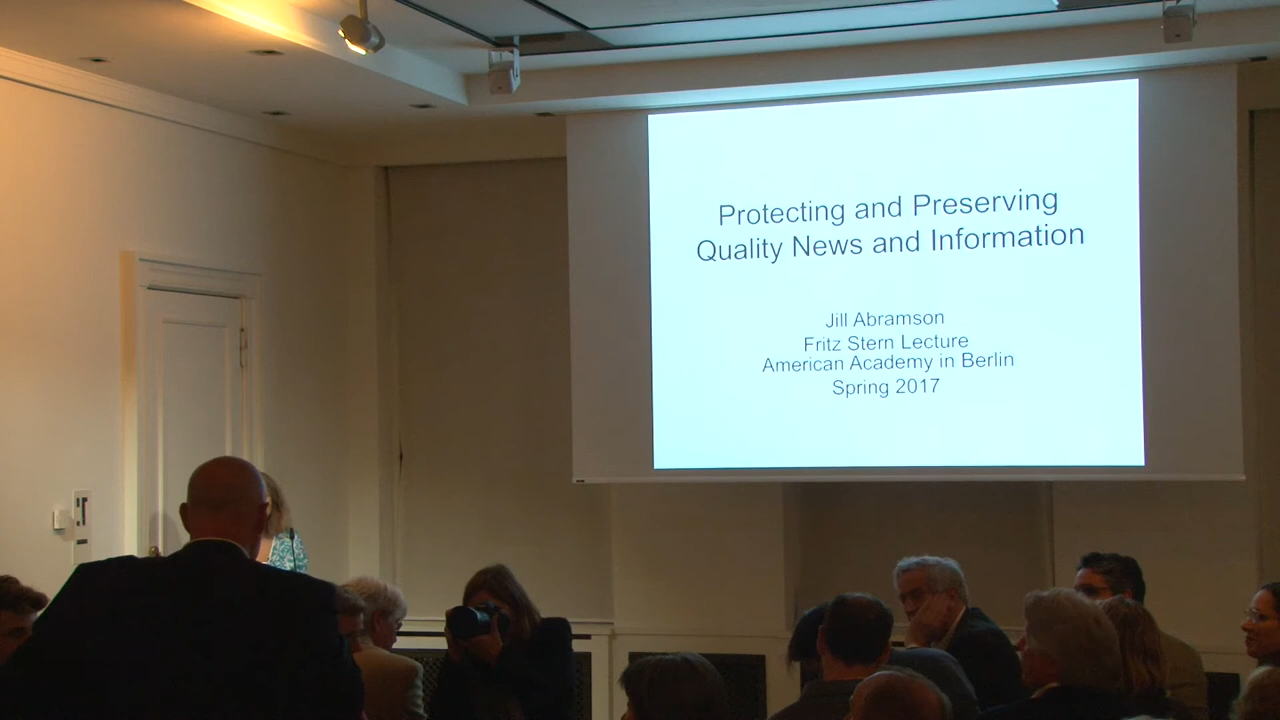 Protecting and Preserving
Quality News and Information
Jill Abramson
Fritz Stern Lecture
American Academy in Berlin
Spring 2017